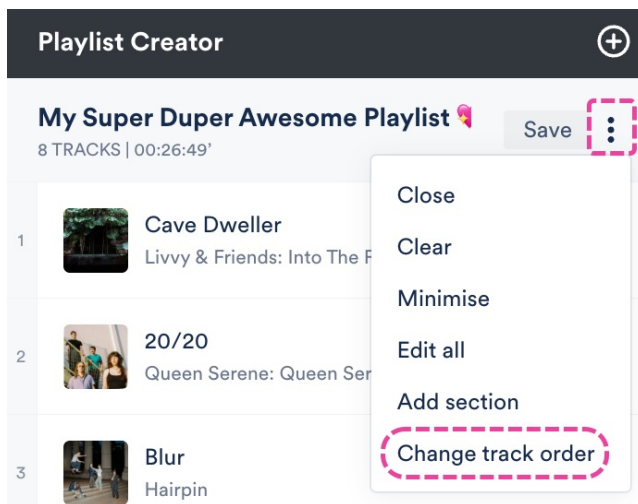 Playlist Creator
My Super Duper Awesome Playlist 💘
8 TRACKS | 00:26:49’
Save
Close
Clear
Minimise
Edit all
Add section
Change track order
1
Cave Dweller
Livvy & Friends: Into The F
2
20/20
Queen Serene: Queen Ser
3
Blur
Hairpin